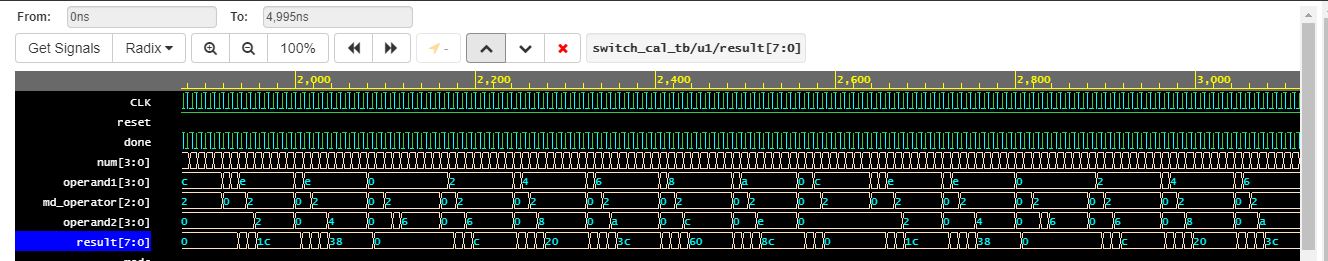 From: 0ns To: 4,995ns
Get Signals Radix 100% - switch_cal_tb/u1/result[7:0]
2,000 2,200 2,400 2,600 2,800 3,000
CLK
reset
done
num[3:0]
operand1[3:0] c e e 0 2 4 6 8 a 0 c e e 0 2 4 6
md_operator[2:0] 2 0 2 0 2 0 2 0 2 0 2 0 2 0 2 0 2 0 2 0 2 0 2 0 2 0 2 0 2 0 2
operand2[3:0] 0 2 0 4 0 6 0 6 0 8 0 a 0 c 0 e 0 2 0 4 0 6 0 6 0 8 0 a
result[7:0] 0 1c 38 0 c 20 3c 60 8c 0 1c 38 0 c 20 3c